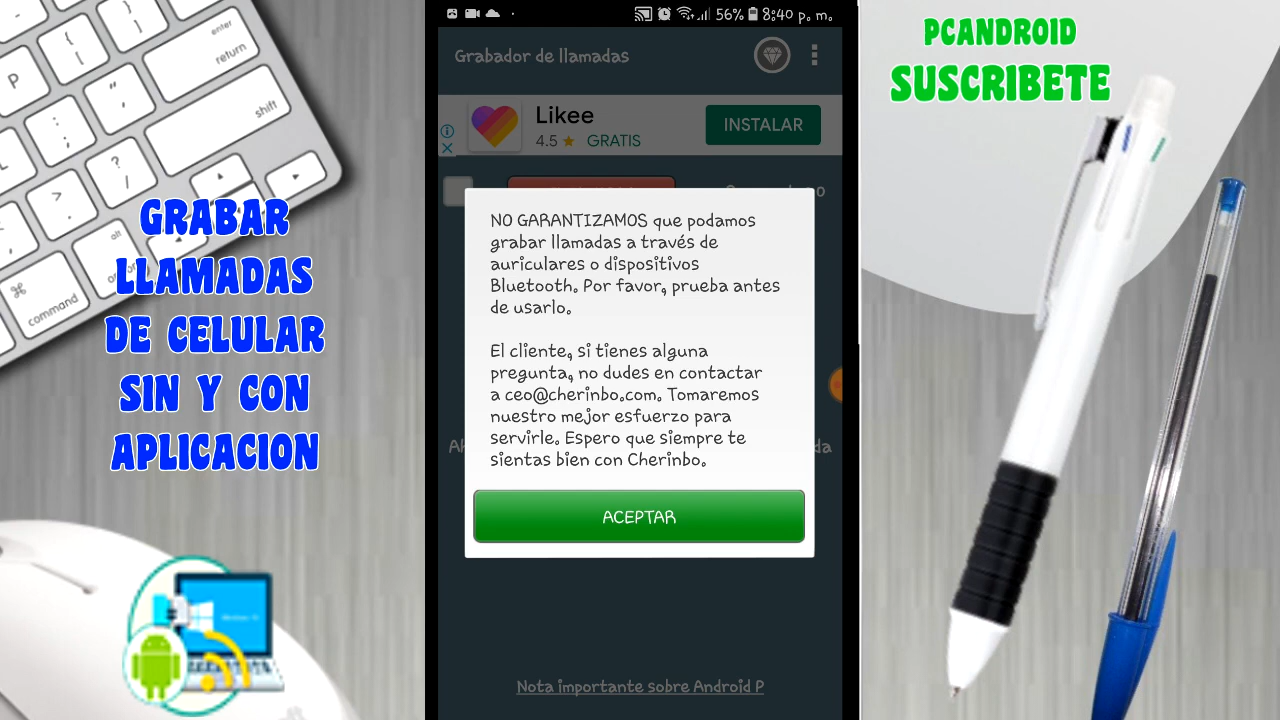 PCANDROID
SUSCRIBETE
GRABAR
LLAMADAS
DE CELULAR
SIN Y CON
APLICACION
56% 8:40 p. m.
Grabador de llamadas
Likee
4.5 ★ GRATIS
INSTALAR
NO GARANTIZAMOS que podamos
grabar llamadas a través de
auriculares o dispositivos
Bluetooth. Por favor, prueba antes
de usarlo.
El cliente, si tienes alguna
pregunta, no dudes en contactar
a ceo@cherinbo.com. Tomaremos
nuestro mejor esfuerzo para
servirle. Espero que siempre te
sientas bien con Cherinbo.
ACEPTAR
Nota importante sobre Android P
enter
return
shift
alt
command
P